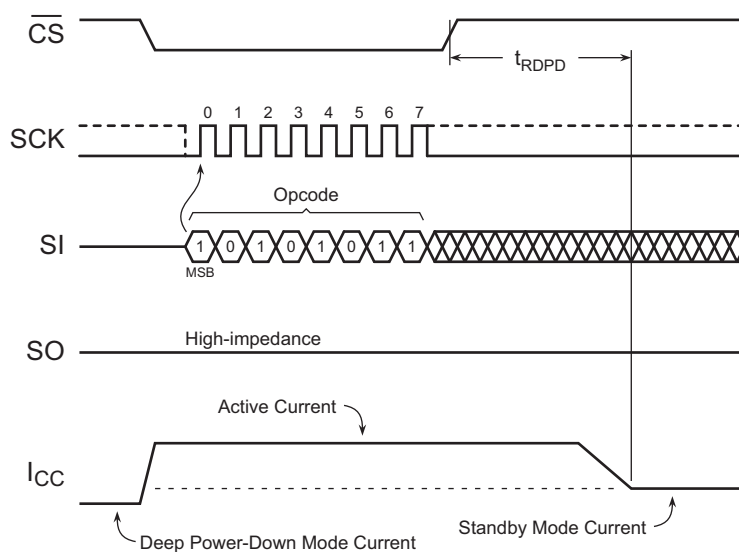 CS
tRDPD
0 1 2 3 4 5 6 7
SCK
Opcode
SI
1 0 1 0 1 0 1 1
MSB
High-impedance
SO
Active Current
ICC
Standby Mode Current
Deep Power-Down Mode Current